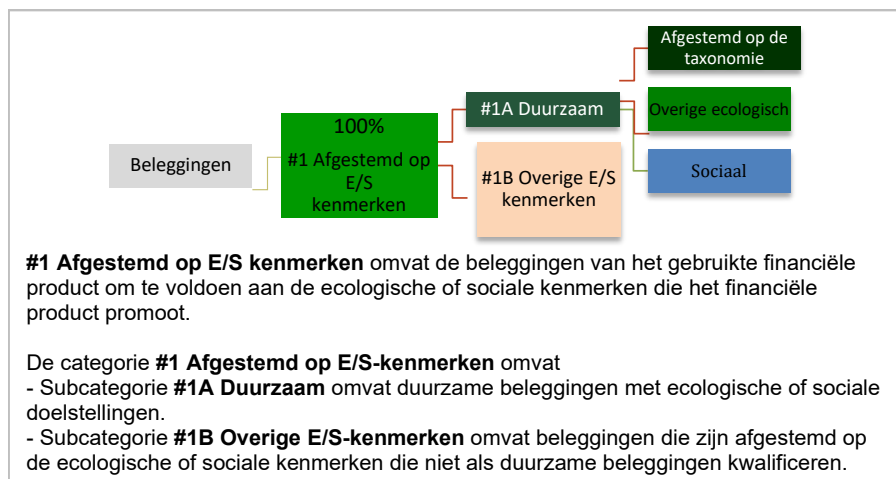 Afgestemd op de
taxonomie
#1A Duurzaam
Overige ecologisch
100%
#1 Afgestemd op
E/S
kenmerken
Beleggingen
#1B Overige E/S
kenmerken
Sociaal
#1 Afgestemd op E/S kenmerken omvat de beleggingen van het gebruikte financiële
product om te voldoen aan de ecologische of sociale kenmerken die het financiële
product promoot.
De categorie #1 Afgestemd op E/S-kenmerken omvat
- Subcategorie #1A Duurzaam omvat duurzame beleggingen met ecologische of sociale
doelstellingen.
- Subcategorie #1B Overige E/S-kenmerken omvat beleggingen die zijn afgestemd op
de ecologische of sociale kenmerken die niet als duurzame beleggingen kwalificeren.